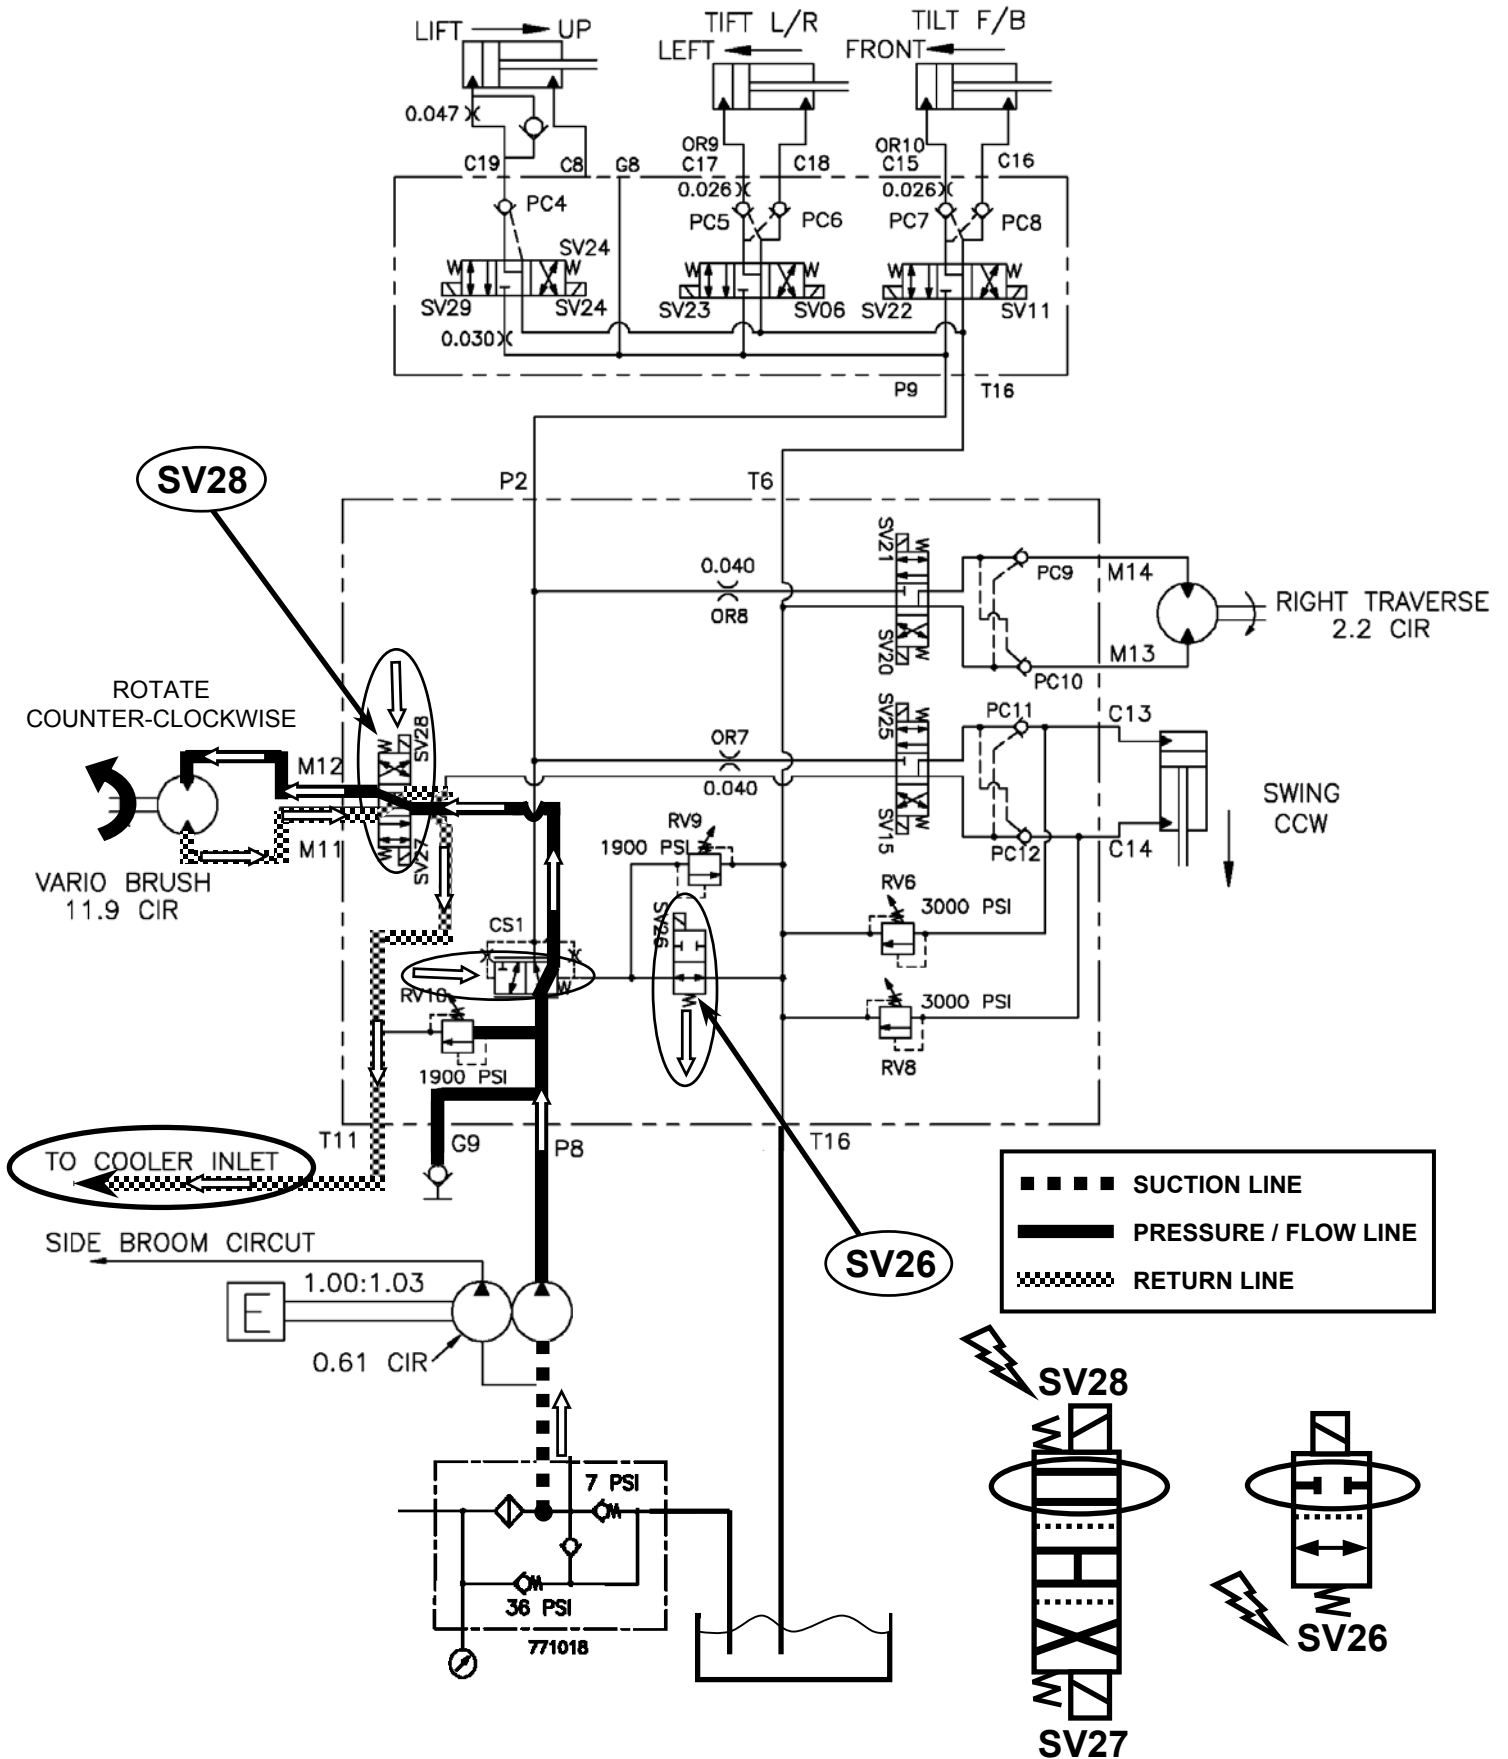 LIFT UP
TIFT L/R
LEFT
TILT F/B
FRONT
0.047
C19
C8
G8
OR9
C17
C18
OR10
C15
C16
0.026
0.026
PC4
PC5
PC6
PC7
PC8
SV24
SV29
SV24
SV23
SV06
SV22
SV11
0.030
P9
T16
SV28
P2
T6
SV21
SV20
0.040
OR8
PC9
M14
RIGHT TRAVERSE
2.2 CIR
M13
PC10
ROTATE
COUNTER-CLOCKWISE
M12
SV28
SV27
M11
VARIO BRUSH
11.9 CIR
SV25
SV15
OR7
0.040
PC11
C13
SWING
CCW
PC12
C14
RV9
1900 PSI
SV26
CS1
RV10
1900 PSI
RV6
3000 PSI
3000 PSI
RV8
T11
G9
P8
T16
TO COOLER INLET
SIDE BROOM CIRCUT
1.00:1.03
E
0.61 CIR
SV26
SUCTION LINE
PRESSURE / FLOW LINE
RETURN LINE
7 PSI
36 PSI
771018
SV28
SV27
SV26